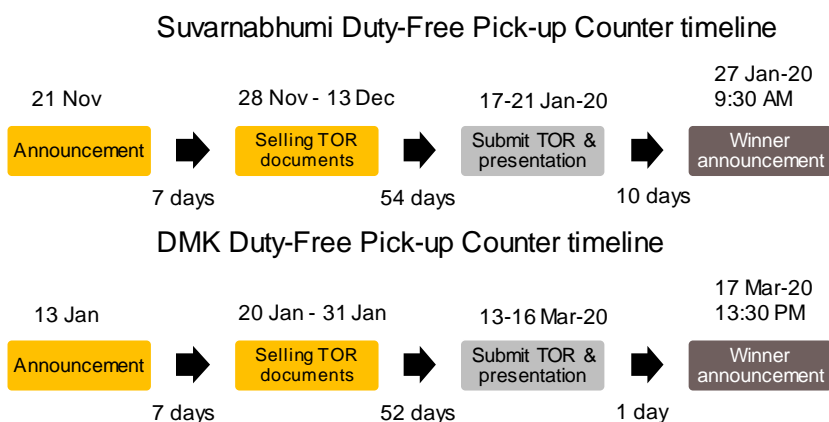 Suvarnabhumi Duty-Free Pick-up Counter timeline
21 Nov
28 Nov - 13 Dec
17-21 Jan-20
27 Jan-20
9:30 AM
Announcement
Selling TOR
documents
Submit TOR &
presentation
Winner
announcement
7 days
54 days
10 days
DMK Duty-Free Pick-up Counter timeline
13 Jan
20 Jan - 31 Jan
13-16 Mar-20
17 Mar-20
13:30 PM
Announcement
Selling TOR
documents
Submit TOR &
presentation
Winner
announcement
7 days
52 days
1 day